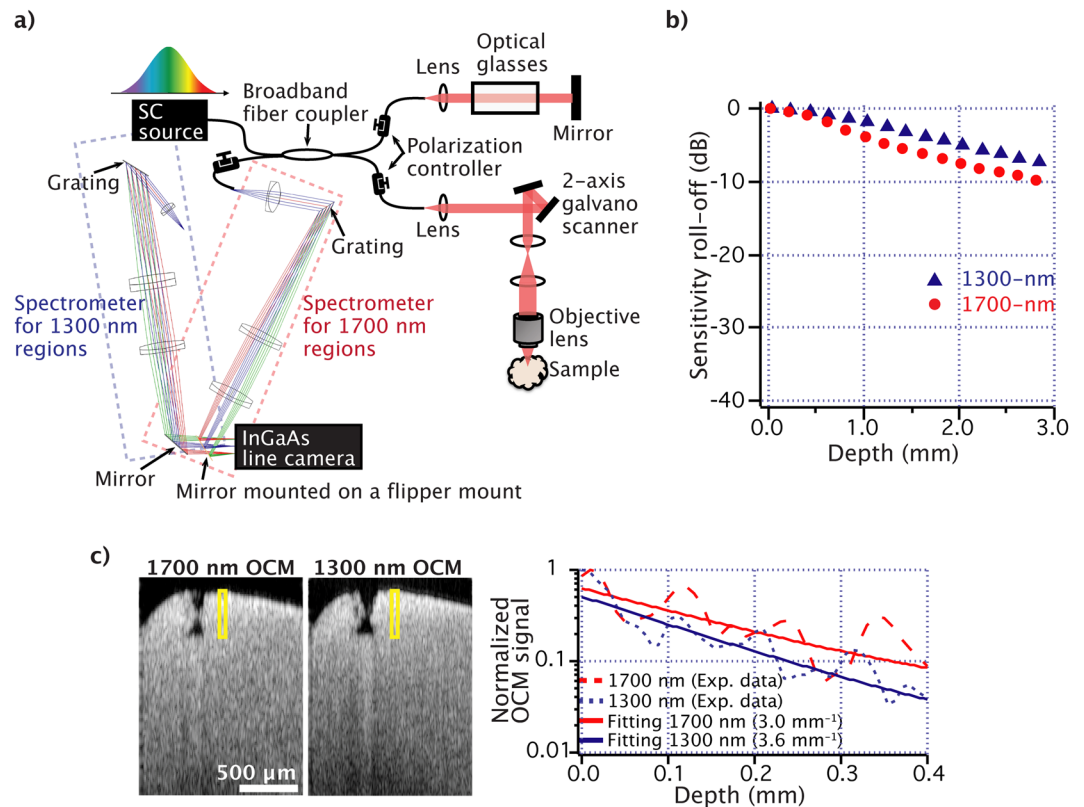 a)
SC
source
Broadband
fiber coupler
Lens
Optical
glasses
Mirror
Polarization
controller
Grating
Grating
Lens
2-axis
galvano
scanner
Spectrometer
for 1300 nm
regions
Spectrometer
for 1700 nm
regions
Objective
lens
Sample
InGaAs
line camera
Mirror
Mirror mounted on a flipper mount
b)
Sensitivity roll-off (dB)
0
-10
-20
-30
-40
1300-nm
1700-nm
0.0
1.0
2.0
3.0
Depth (mm)
c)
1700 nm OCM
1300 nm OCM
500 µm
Normalized
OCM signal
1
0.1
0.01
1700 nm (Exp. data)
1300 nm (Exp. data)
Fitting 1700 nm (3.0 mm⁻¹)
Fitting 1300 nm (3.6 mm⁻¹)
0.0
0.1
0.2
0.3
0.4
Depth (mm)